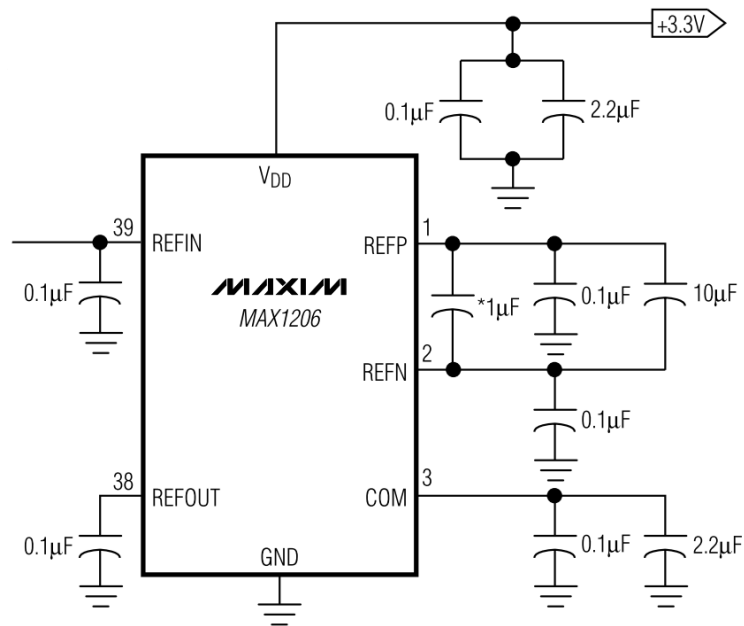 +3.3V
0.1µF
2.2µF
VDD
39
REFIN
1
REFP
0.1µF
MAXIM
MAX1206
*1µF
0.1µF
10µF
2
REFN
0.1µF
38
REFOUT
3
COM
0.1µF
GND
0.1µF
2.2µF